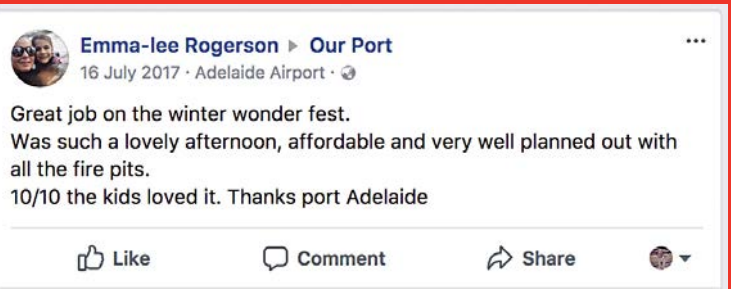 Emma-lee Rogerson ▸ Our Port
16 July 2017 · Adelaide Airport ·
Great job on the winter wonder fest.
Was such a lovely afternoon, affordable and very well planned out with
all the fire pits.
10/10 the kids loved it. Thanks port Adelaide
Like Comment Share